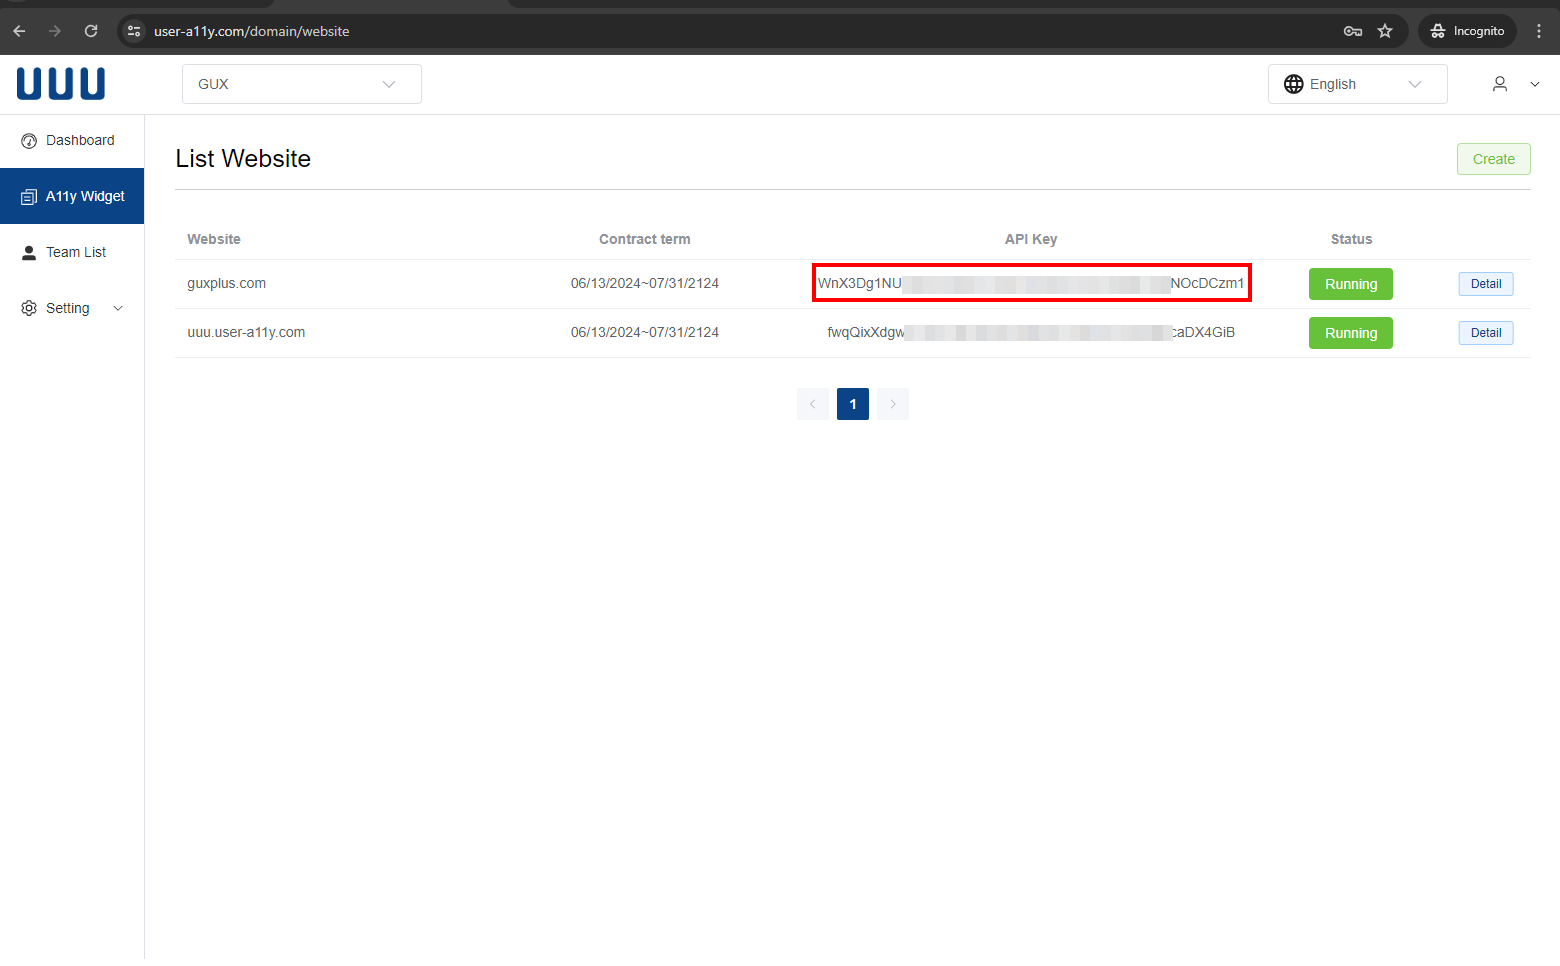 user-a11y.com/domain/website
Incognito
UUU
GUX
English
Dashboard
A11y Widget
Team List
Setting
List Website
Create
Website Contract term API Key Status
guxplus.com 06/13/2024~07/31/2124 WnX3Dg1NU NOcDCzm1 Running Detail
uuu.user-a11y.com 06/13/2024~07/31/2124 fwqQixXdgw caDX4GiB Running Detail
1